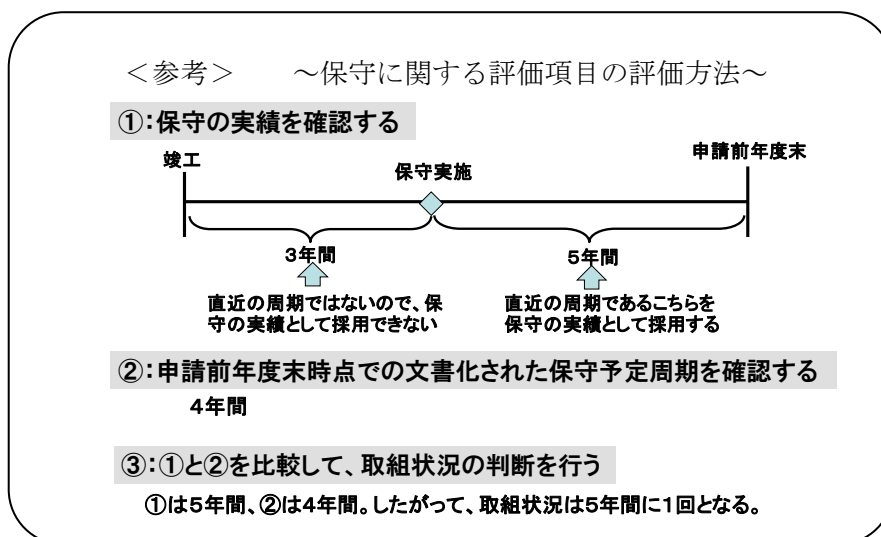 ＜参考＞　　～保守に関する評価項目の評価方法～
①：保守の実績を確認する
竣工
保守実施
申請前年度末
３年間
５年間
直近の周期ではないので、保
守の実績として採用できない
直近の周期であるこちらを
保守の実績として採用する
②：申請前年度末時点での文書化された保守予定周期を確認する
４年間
③：①と②を比較して、取組状況の判断を行う
①は５年間、②は４年間。したがって、取組状況は５年間に１回となる。